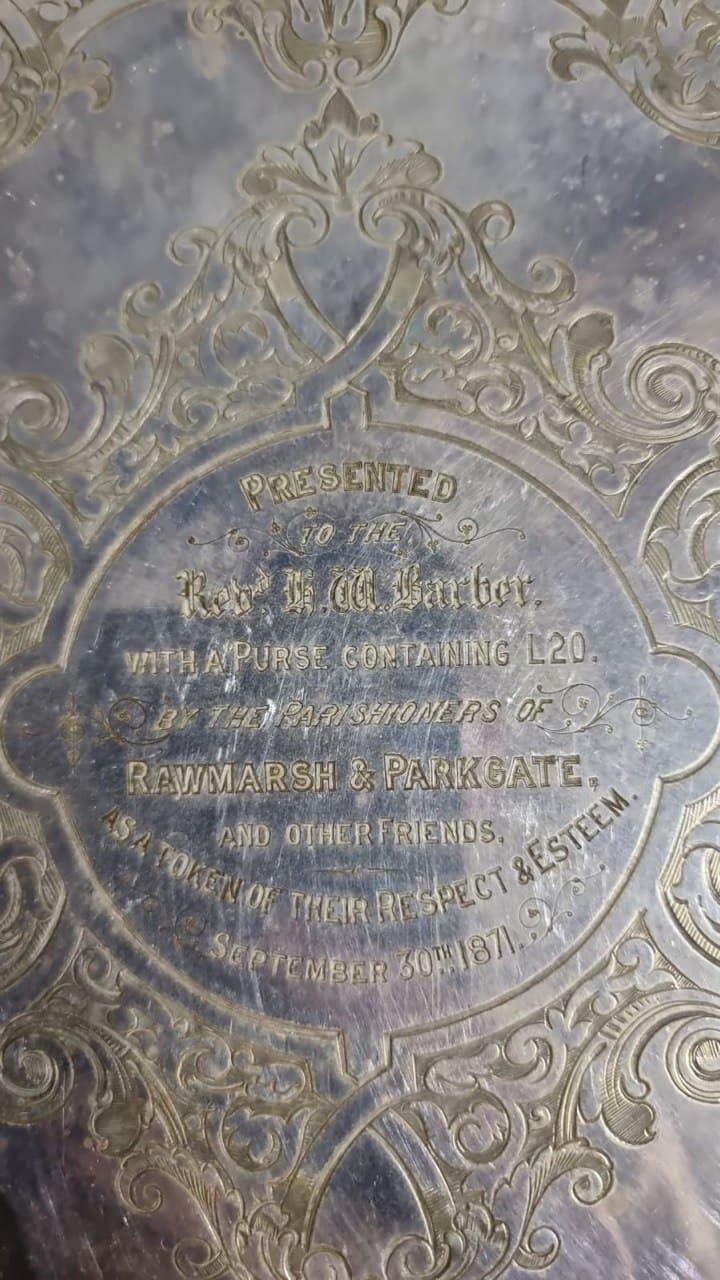 PRESENTED
TO THE
Revd. H. W. Barber.
WITH A PURSE CONTAINING L20.
BY THE PARISHIONERS OF
RAWMARSH & PARKGATE,
AND OTHER FRIENDS.
AS A TOKEN OF THEIR RESPECT & ESTEEM.
SEPTEMBER 30TH 1871.